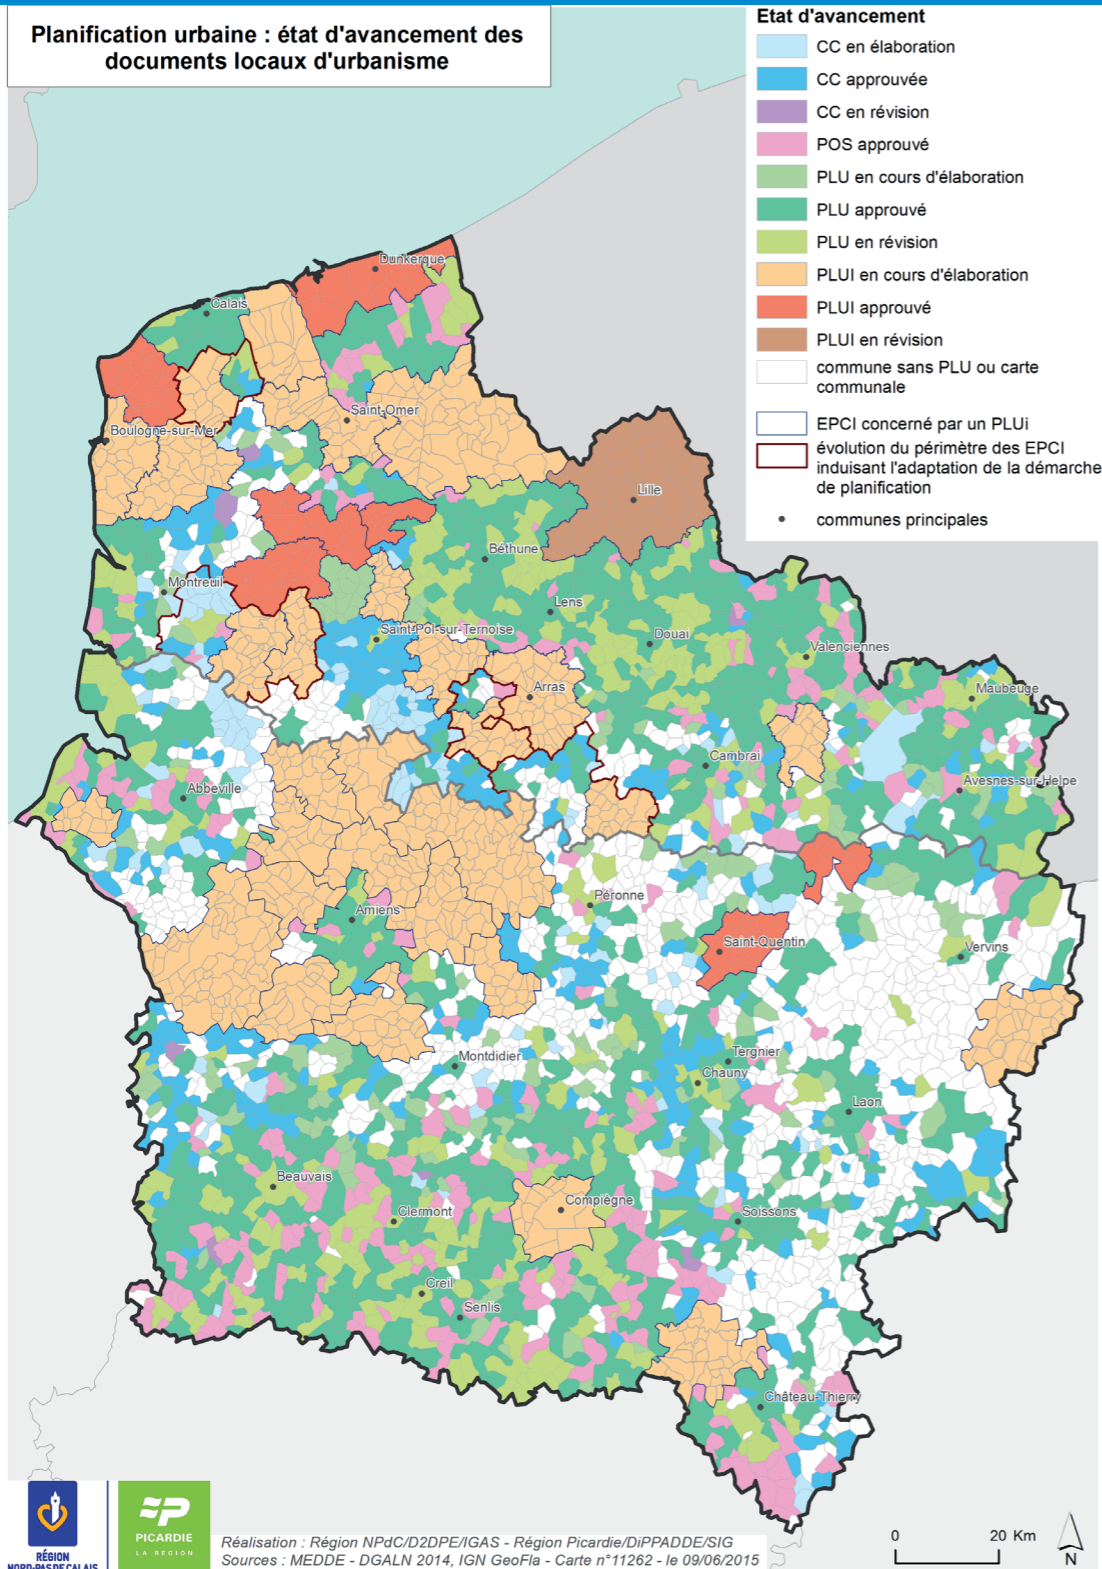 Planification urbaine : état d'avancement des
documents locaux d'urbanisme
Etat d'avancement
CC en élaboration
CC approuvée
CC en révision
POS approuvé
PLU en cours d'élaboration
PLU approuvé
PLU en révision
PLUI en cours d'élaboration
PLUI approuvé
PLUI en révision
commune sans PLU ou carte
communale
EPCI concerné par un PLUi
évolution du périmètre des EPCI
induisant l'adaptation de la démarche
de planification
communes principales
Dunkerque
Calais
Saint-Omer
Boulogne-sur-Mer
Lille
Béthune
Montreuil
Lens
Saint-Pol-sur-Ternoise
Douai
Valenciennes
Arras
Maubeuge
Cambrai
Avesnes-sur-Helpe
Abbeville
Péronne
Amiens
Saint-Quentin
Vervins
Montdidier
Tergnier
Chauny
Laon
Beauvais
Compiègne
Clermont
Soissons
Creil
Senlis
Château-Thierry
RÉGION
NORD-PAS DE CALAIS
PICARDIE
LA RÉGION
Réalisation : Région NPdC/D2DPE/IGAS - Région Picardie/DiPPADDE/SIG
Sources : MEDDE - DGALN 2014, IGN GeoFla - Carte n°11262 - le 09/06/2015
0 20 Km
N